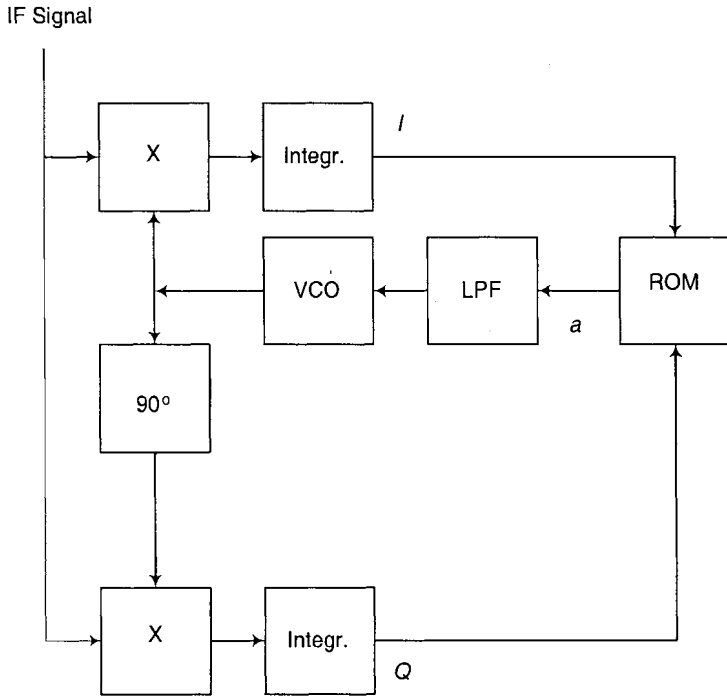 IF Signal
X
Integr.
I
VCO
LPF
a
ROM
90°
X
Integr.
Q